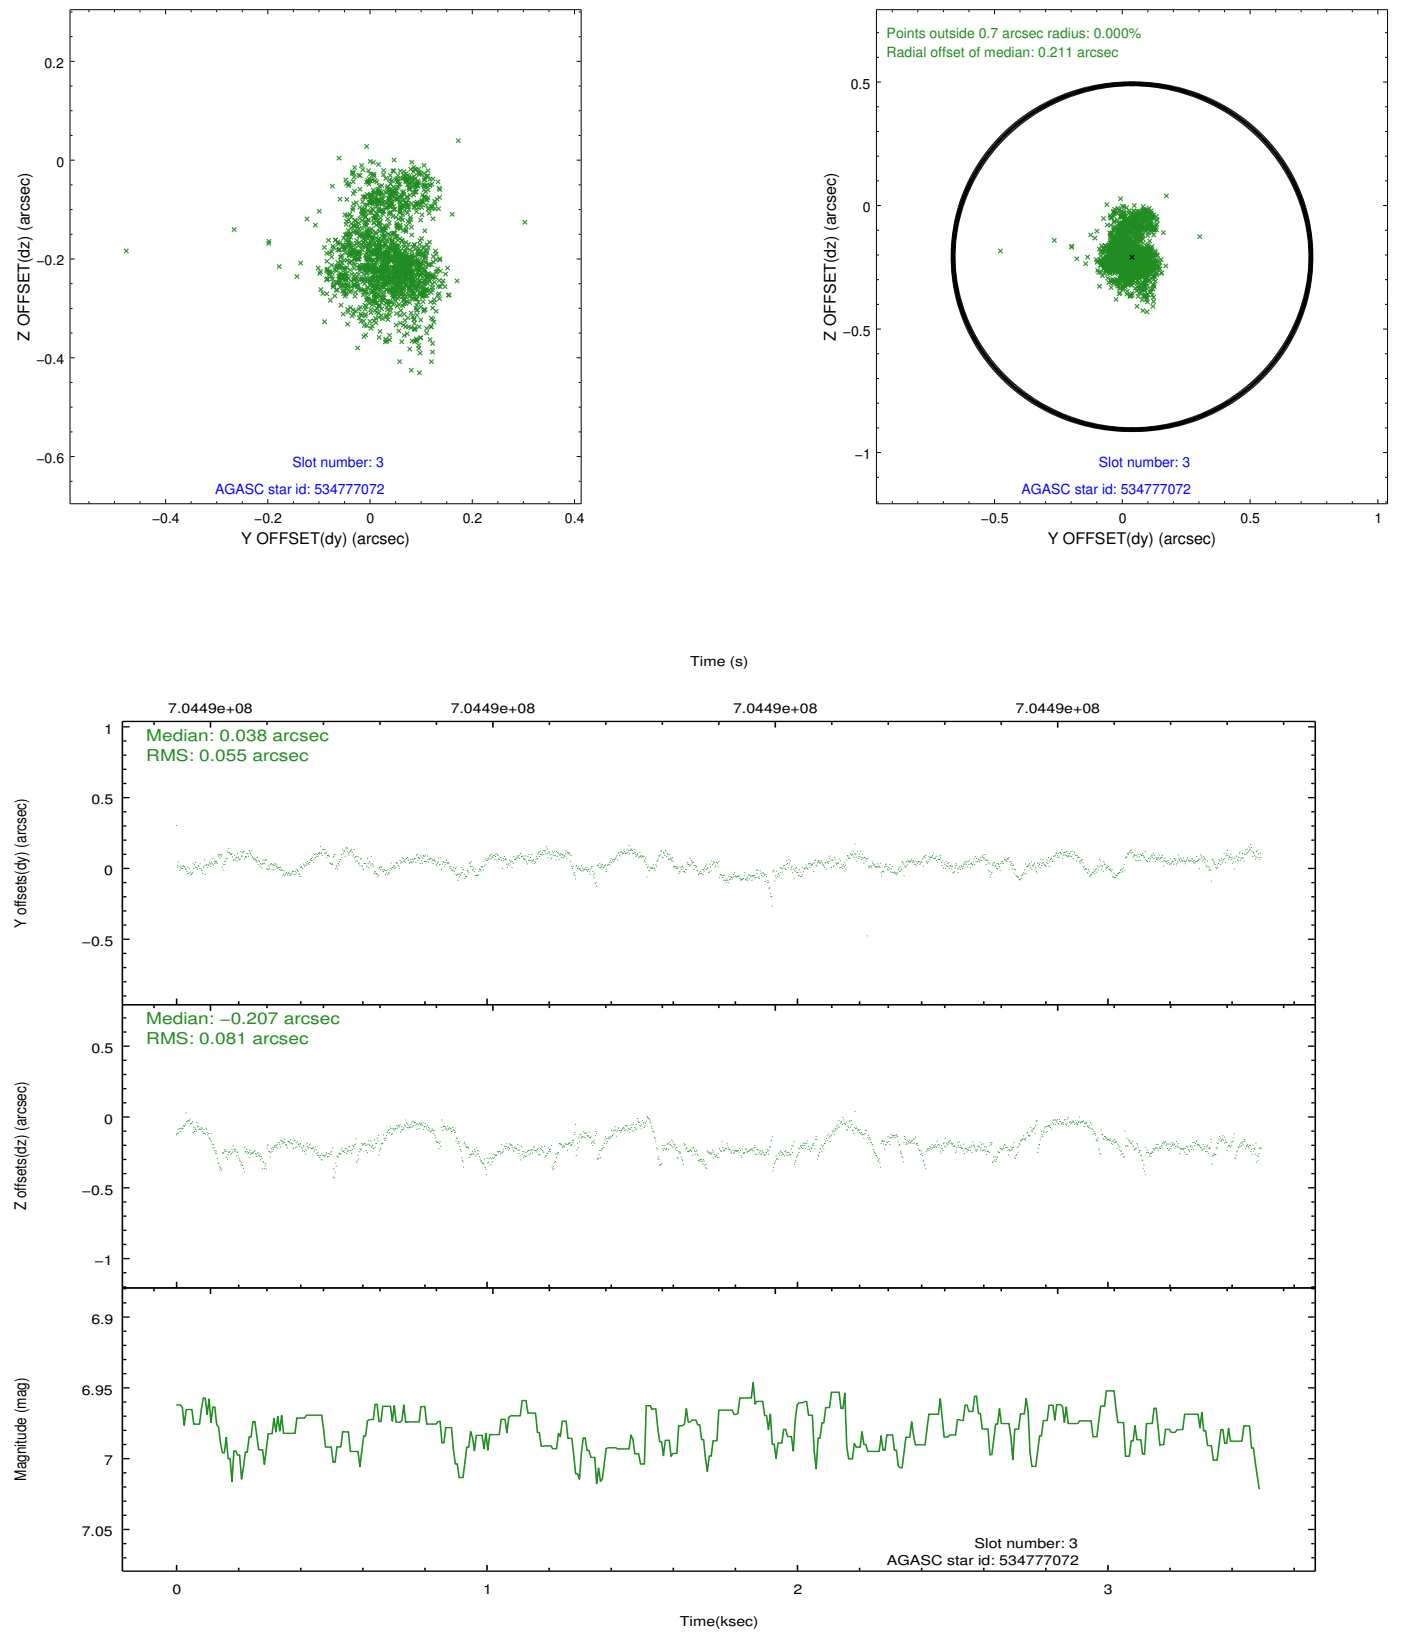 0.2
0
−0.2
−0.4
−0.6
Z OFFSET(dz) (arcsec)
Slot number: 3
AGASC star id: 534777072
−0.4 −0.2 0 0.2 0.4
Y OFFSET(dy) (arcsec)
Points outside 0.7 arcsec radius: 0.000%
Radial offset of median: 0.211 arcsec
0.5
0
−0.5
−1
Z OFFSET(dz) (arcsec)
Slot number: 3
AGASC star id: 534777072
−0.5 0 0.5 1
Y OFFSET(dy) (arcsec)
Time (s)
7.0449e+08 7.0449e+08 7.0449e+08 7.0449e+08
Median: 0.038 arcsec
RMS: 0.055 arcsec
1
0.5
0
−0.5
Y offsets(dy) (arcsec)
Median: −0.207 arcsec
RMS: 0.081 arcsec
0.5
0
−0.5
−1
Z offsets(dz) (arcsec)
6.9
6.95
7
7.05
Magnitude (mag)
Slot number: 3
AGASC star id: 534777072
0 1 2 3
Time(ksec)